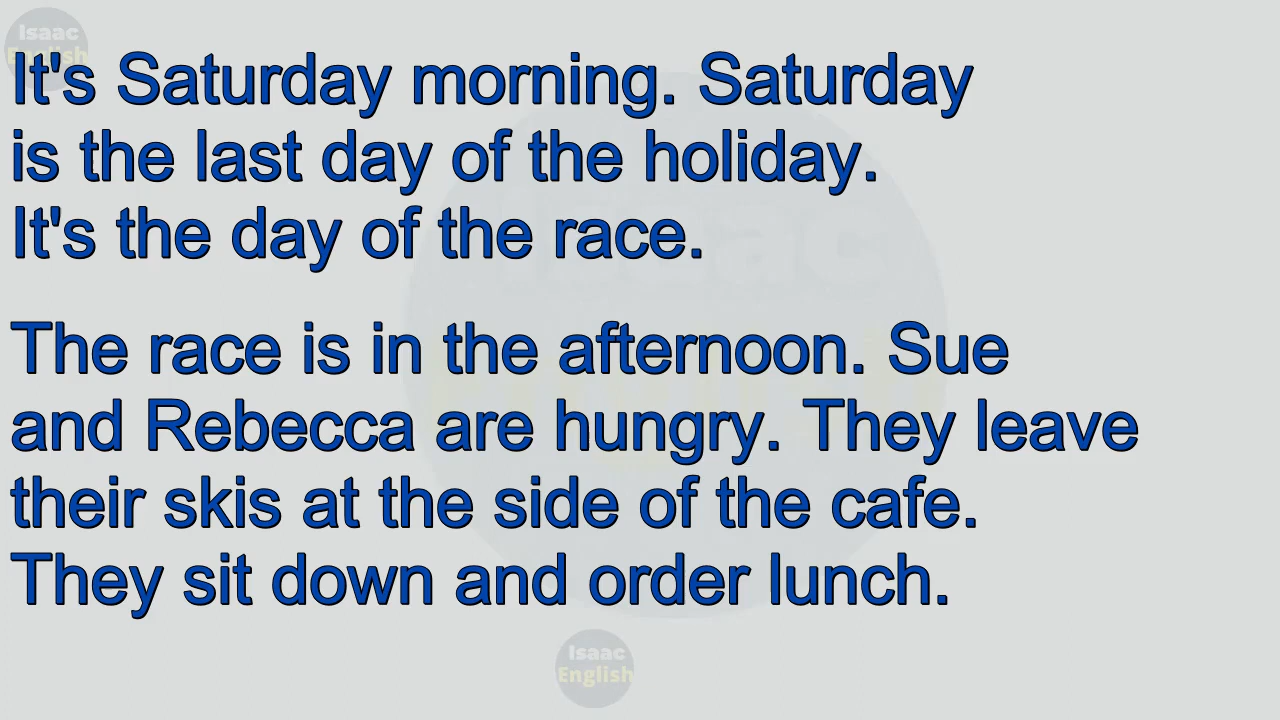 Isaac
English
It's Saturday morning. Saturday
is the last day of the holiday.
It's the day of the race.
The race is in the afternoon. Sue
and Rebecca are hungry. They leave
their skis at the side of the cafe.
They sit down and order lunch.
Isaac
English